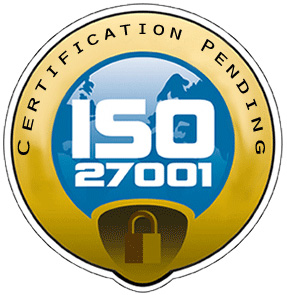 Certification Pending
ISO
27001